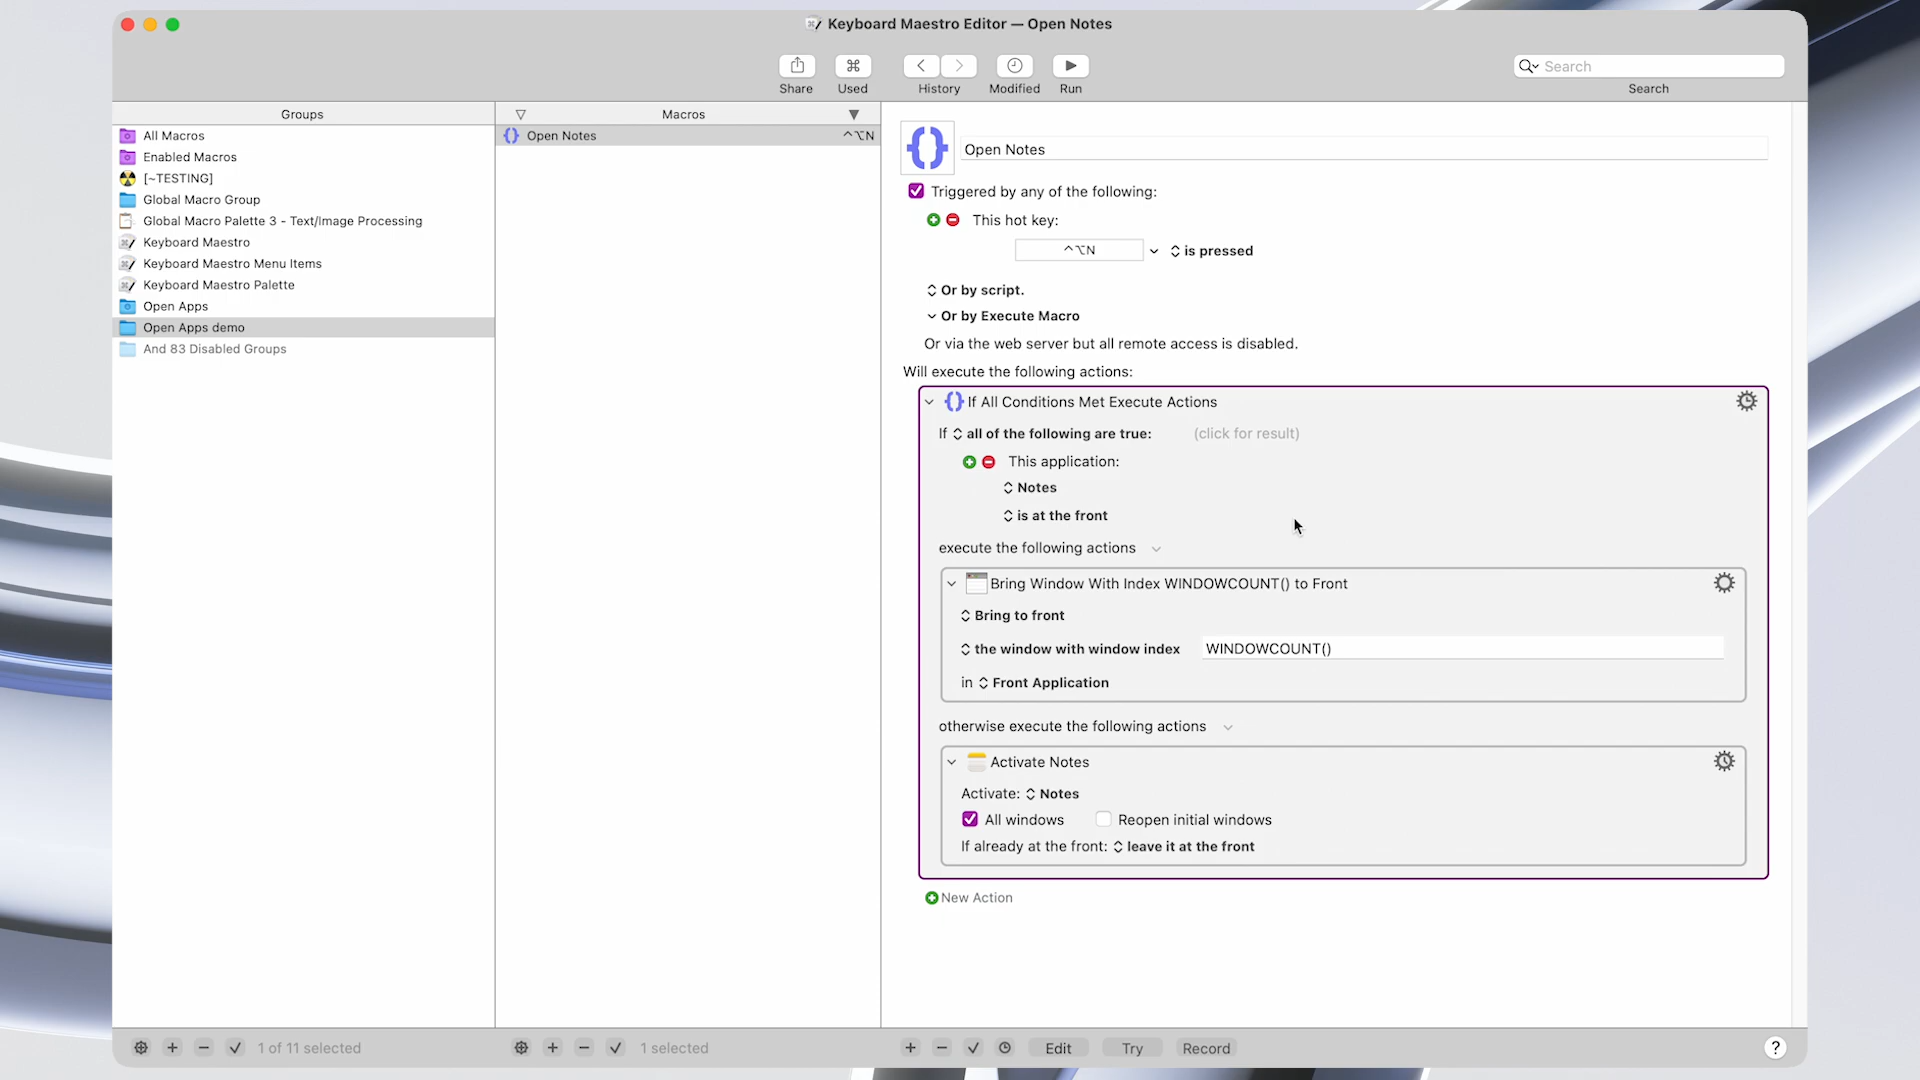 Keyboard Maestro Editor — Open Notes
Share
Used
History
Modified
Run
Search
Search
Groups
All Macros
Enabled Macros
[~TESTING]
Global Macro Group
Global Macro Palette 3 - Text/Image Processing
Keyboard Maestro
Keyboard Maestro Menu Items
Keyboard Maestro Palette
Open Apps
Open Apps demo
And 83 Disabled Groups
Macros
Open Notes ⌃⌥N
Open Notes
Triggered by any of the following:
This hot key:
⌃⌥N is pressed
Or by script.
Or by Execute Macro
Or via the web server but all remote access is disabled.
Will execute the following actions:
If All Conditions Met Execute Actions
If all of the following are true: (click for result)
This application:
Notes
is at the front
execute the following actions
Bring Window With Index WINDOWCOUNT() to Front
Bring to front
the window with window index WINDOWCOUNT()
in Front Application
otherwise execute the following actions
Activate Notes
Activate: Notes
All windows Reopen initial windows
If already at the front: leave it at the front
New Action
1 of 11 selected
1 selected
Edit Try Record ?